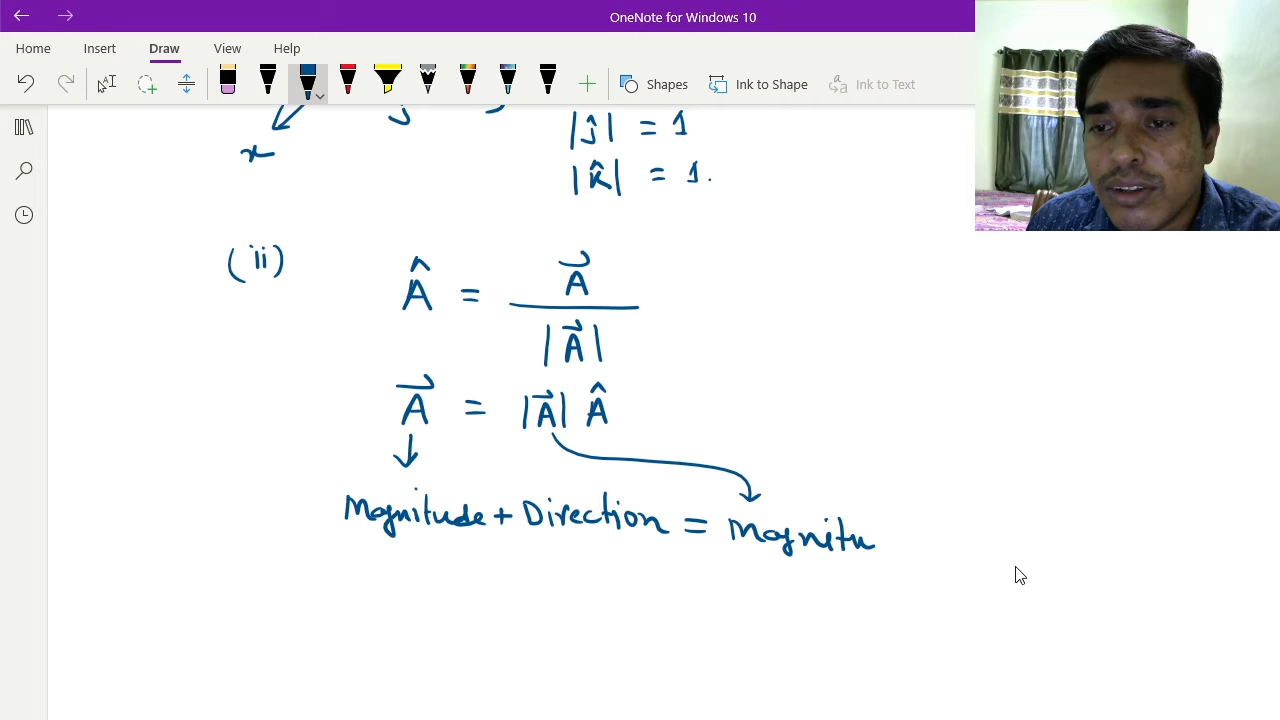 OneNote for Windows 10
Home Insert Draw View Help
Shapes Ink to Shape Ink to Text
x
|ĵ| = 1
|k̂| = 1.
(ii)
Â = A⃗ / |A⃗|
A⃗ = |A⃗| Â
Magnitude + Direction = Magnitu